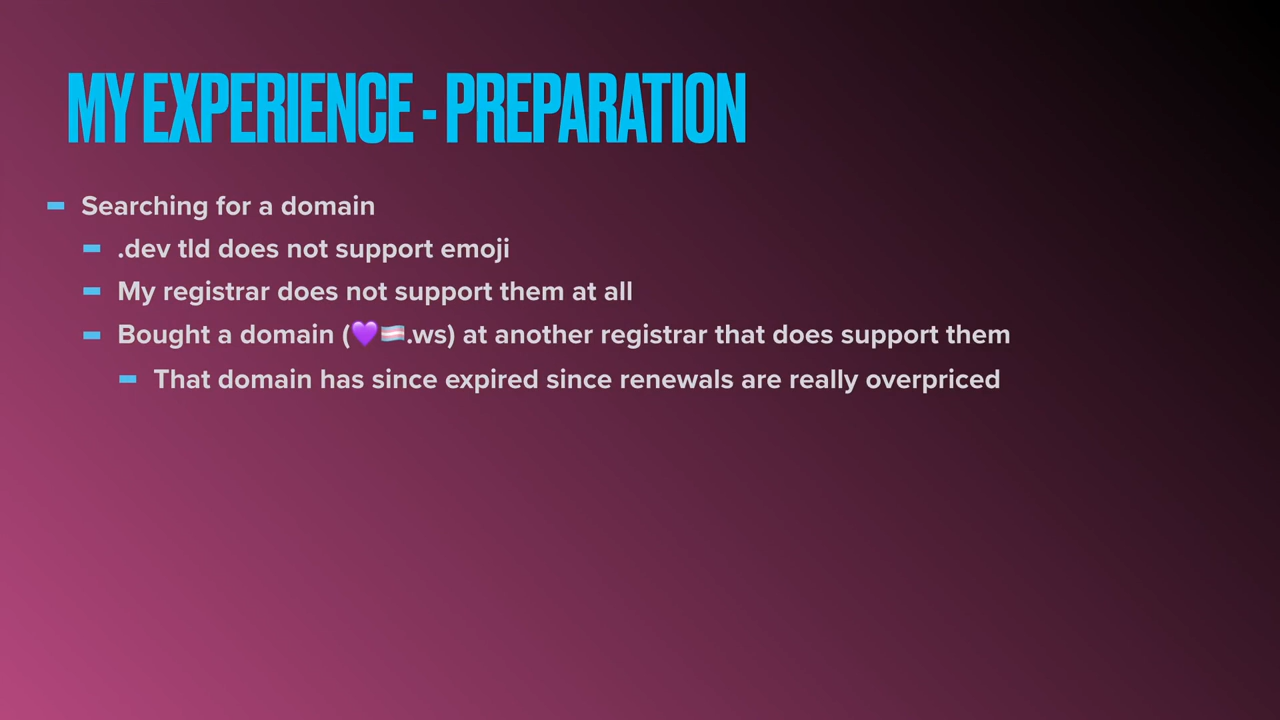 MY EXPERIENCE - PREPARATION
Searching for a domain
.dev tld does not support emoji
My registrar does not support them at all
Bought a domain (💜🏳️‍⚧️.ws) at another registrar that does support them
That domain has since expired since renewals are really overpriced